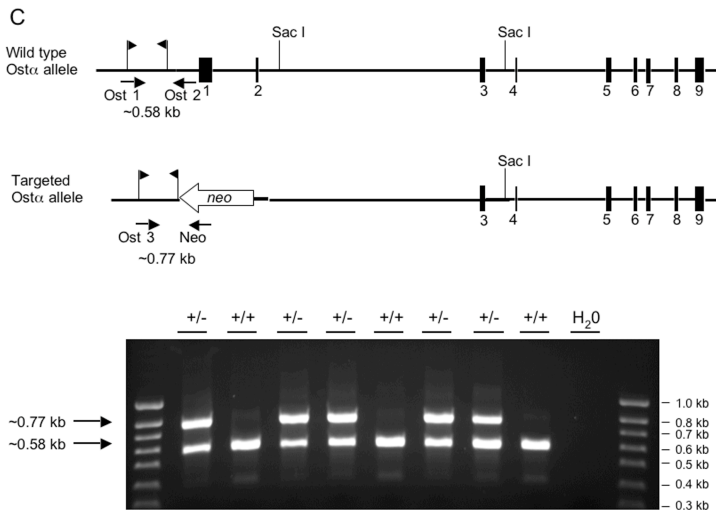 C
Sac I Sac I
Wild type
Ostα allele
1 2 3 4 5 6 7 8 9
Ost 1 Ost 2
~0.58 kb
Sac I
Targeted
Ostα allele
neo
3 4 5 6 7 8 9
Ost 3 Neo
~0.77 kb
+/- +/+ +/- +/- +/+ +/- +/- +/+ H20
~0.77 kb
~0.58 kb
1.0 kb
0.8 kb
0.7 kb
0.6 kb
0.5 kb
0.4 kb
0.3 kb